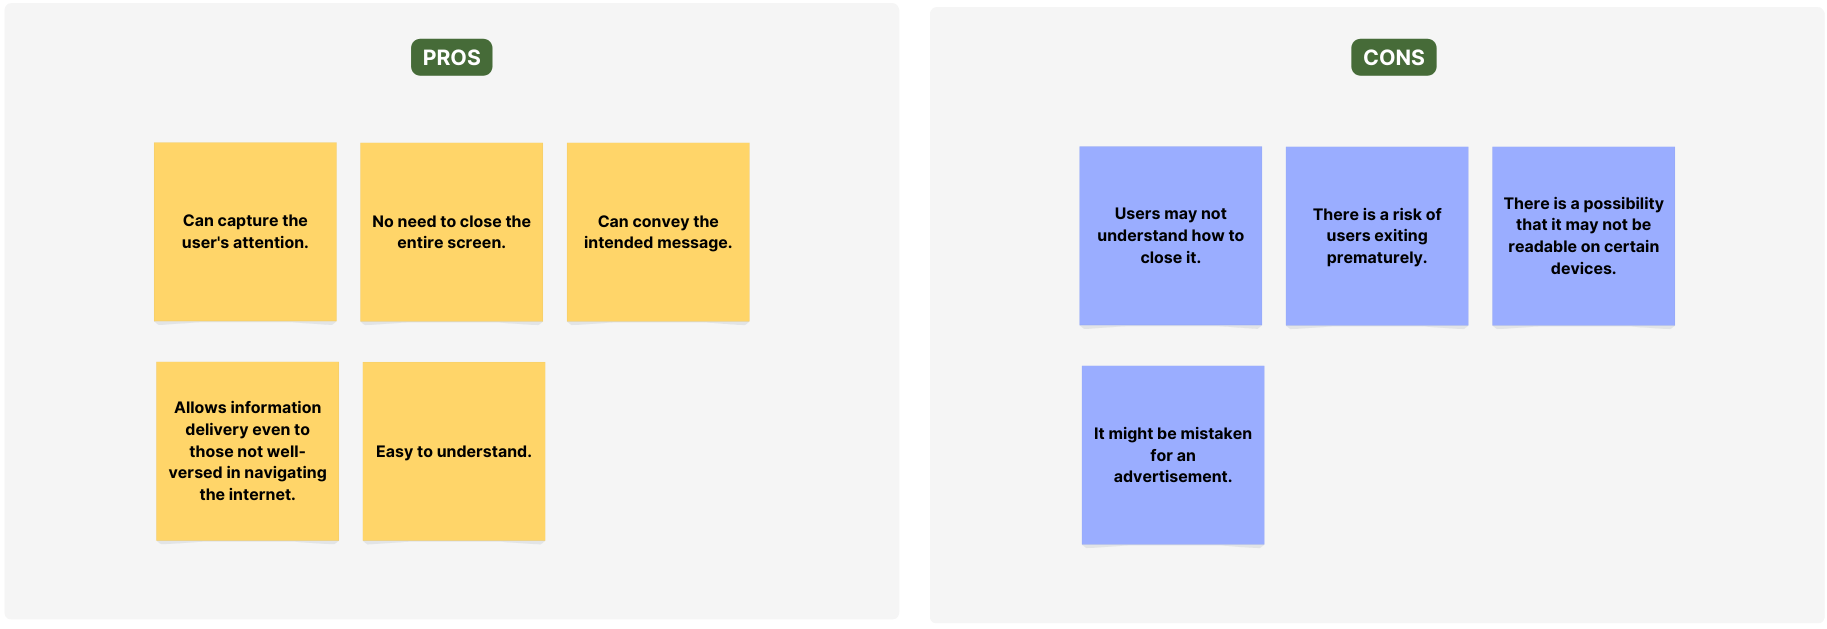 PROS
Can capture the
user's attention.
No need to close the
entire screen.
Can convey the
intended message.
Allows information
delivery even to
those not well-
versed in navigating
the internet.
Easy to understand.
CONS
Users may not
understand how to
close it.
There is a risk of
users exiting
prematurely.
There is a possibility
that it may not be
readable on certain
devices.
It might be mistaken
for an
advertisement.